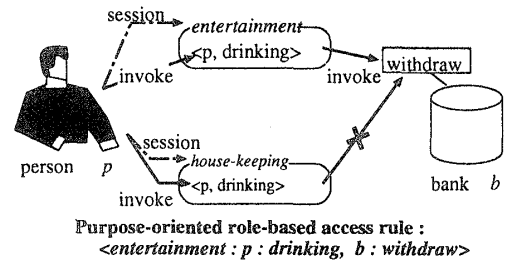 session
entertainment
<p, drinking>
invoke
invoke
withdraw
session
house-keeping
<p, drinking>
person p
invoke
bank b
Purpose-oriented role-based access rule :
<entertainment : p : drinking, b : withdraw>